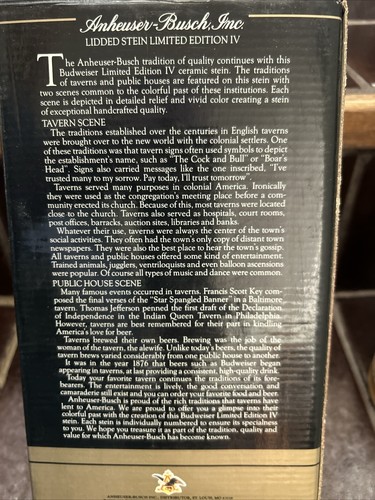 Anheuser-Busch, Inc.
LIDDED STEIN LIMITED EDITION IV
The Anheuser-Busch tradition of quality continues with this
Budweiser Limited Edition IV ceramic stein. The traditions
of taverns and public houses are featured on this stein with
two scenes common to the colorful past of these institutions. Each
scene is depicted in detailed relief and vivid color creating a stein
of exceptional handcrafted quality.
TAVERN SCENE
The traditions established over the centuries in English taverns
were brought over to the new world with the colonial settlers. One
of these traditions was that tavern signs often used symbols to depict
the establishment's name, such as "The Cock and Bull" or "Boar's
Head". Signs also carried messages like the one inscribed, "I've
trusted many to my sorrow. Pay today, I'll trust tomorrow".
Taverns served many purposes in colonial America. Ironically
they were used as the congregation's meeting place before a com-
munity erected its church. Because of this, most taverns were located
close to the church. Taverns also served as hospitals, court rooms,
post offices, barracks, auction sites, libraries and banks.
Whatever their use, taverns were always the center of the town's
social activities. They often had the town's only copy of distant town
newspapers. They were also the best place to hear the town's gossip.
All taverns and public houses offered some kind of entertainment.
Trained animals, jugglers, ventriloquists and even balloon ascensions
were popular. Of course all types of music and dance were common.
PUBLIC HOUSE SCENE
Many famous events occurred in taverns. Francis Scott Key com-
posed the final verses of the "Star Spangled Banner" in a Baltimore
tavern. Thomas Jefferson penned the first draft of the Declaration
of Independence in the Indian Queen Tavern in Philadelphia.
However, taverns are best remembered for their part in kindling
America's love for beer.
Taverns brewed their own beers. Brewing was the job of the
woman of the tavern, the alewife. Unlike today's beers, the quality of
tavern brews varied considerably from one public house to another.
It was in the year 1876 that beers such as Budweiser began
appearing in taverns, at last providing a consistent, high-quality drink.
Today your favorite tavern continues the traditions of its fore-
bearers. The entertainment is lively, the good conversation and
camaraderie still exist and you can order your favorite food and beer.
Anheuser-Busch is proud of the rich traditions that taverns have
lent to America. We are proud to offer you a glimpse into their
colorful past with the creation of this Budweiser Limited Edition IV
stein. Each stein is individually numbered to ensure its specialness
to you. We hope you treasure it as part of the tradition, quality and
value for which Anheuser-Busch has become known.
ANHEUSER-BUSCH INC., DISTRIBUTOR, ST. LOUIS, MO